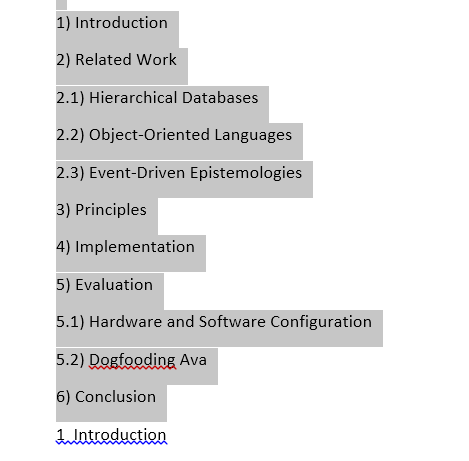 1) Introduction
2) Related Work
2.1) Hierarchical Databases
2.2) Object-Oriented Languages
2.3) Event-Driven Epistemologies
3) Principles
4) Implementation
5) Evaluation
5.1) Hardware and Software Configuration
5.2) Dogfooding Ava
6) Conclusion
1  Introduction